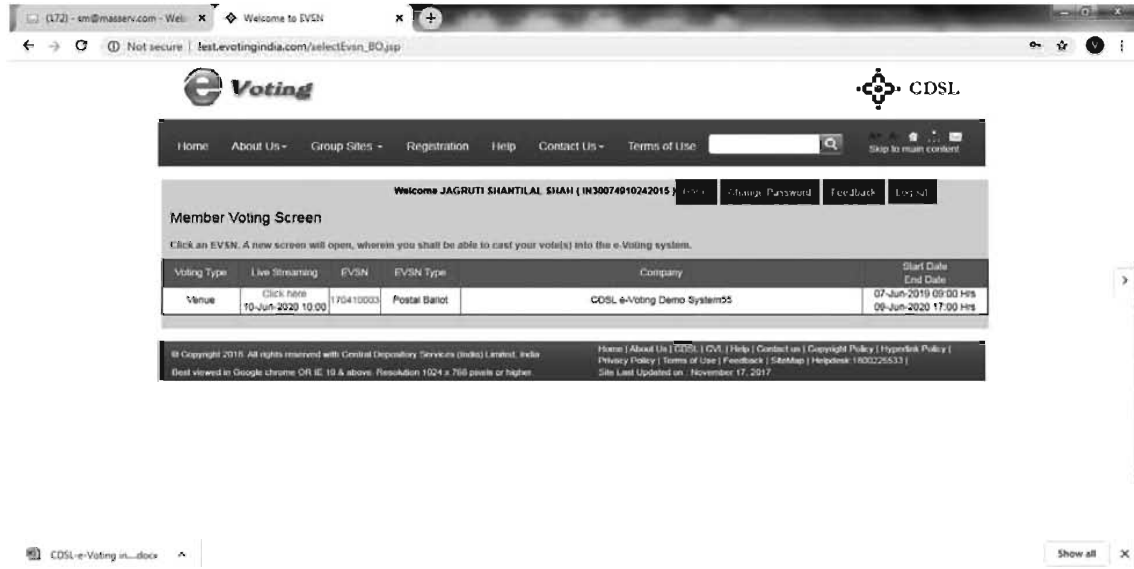 (172) - sm@masserv.com - Web
Welcome to EVSN
Not secure | test.evotingindia.com/selectEvsn_BO.jsp
e Voting
CDSL
Home About Us Group Sites Registration Help Contact Us Terms of Use
Skip to main content
Welcome JAGRUTI SHANTILAL SHAH ( IN30074910242015 ) Change Password Feedback Logout
Member Voting Screen
Click an EVSN. A new screen will open, wherein you shall be able to cast your vote(s) into the e-Voting system.
Voting Type Live Streaming EVSN EVSN Type Company Start Date
End Date
Venue Click here 170410003 Postal Ballot CDSL e-Voting Demo System55 07-Jun-2019 09:00 Hrs
10-Jun-2020 10:00 09-Jun-2020 17:00 Hrs
© Copyright 2018. All rights reserved with Central Depository Services (India) Limited, India
Best viewed in Google chrome OR IE 10 & above. Resolution 1024 x 768 pixels or higher.
Home | About Us | CDSL | CVL | Help | Contact us | Copyright Policy | Hyperlink Policy |
Privacy Policy | Terms of Use | Feedback | SiteMap | Helpdesk :1800225533 |
Site Last Updated on : November 17, 2017
CDSL-e-Voting in....docx
Show all